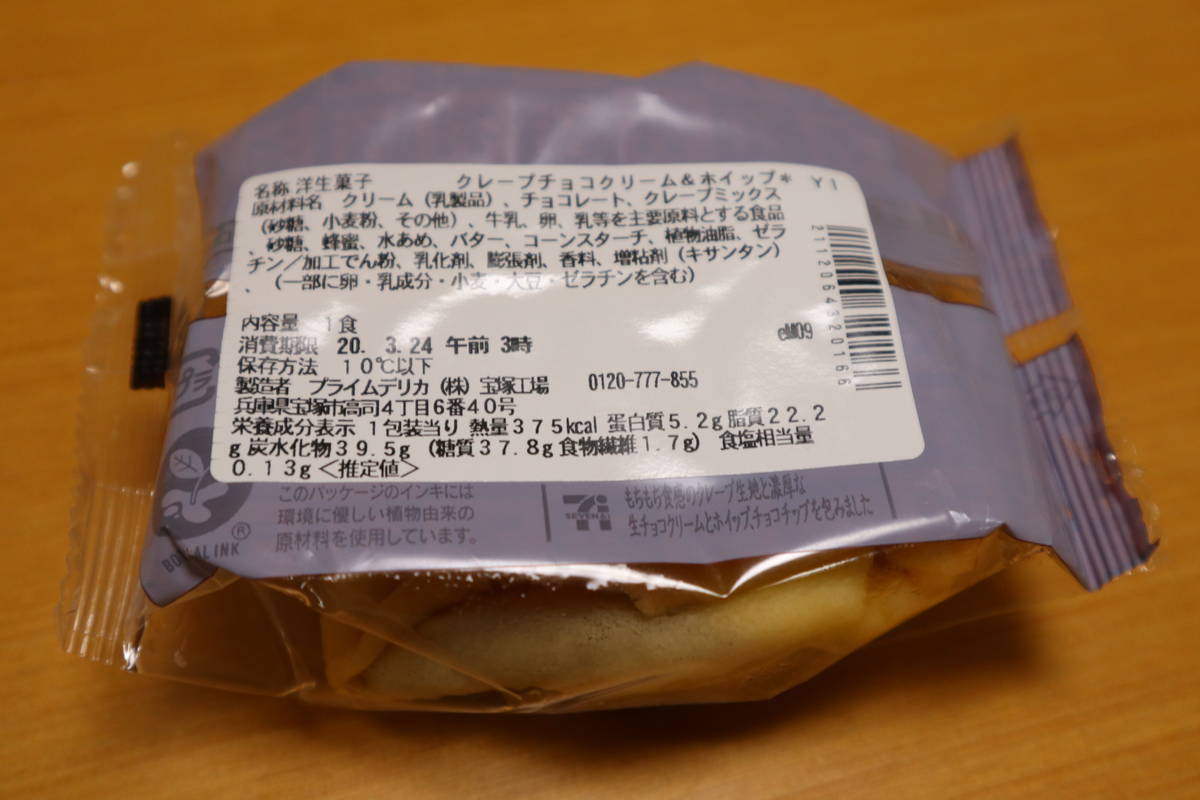 名称 洋生菓子 クレープチョコクリーム＆ホイップ* YI
原材料名 クリーム（乳製品）、チョコレート、クレープミックス
（砂糖、小麦粉、その他）、牛乳、卵、乳等を主要原料とする食品
、砂糖、蜂蜜、水あめ、バター、コーンスターチ、植物油脂、ゼラ
チン／加工でん粉、乳化剤、膨張剤、香料、増粘剤（キサンタン）
、（一部に卵・乳成分・小麦・大豆・ゼラチンを含む）
内容量 1食
消費期限 20. 3.24 午前 3時
保存方法 10℃以下
製造者 プライムデリカ（株）宝塚工場 0120-777-855
兵庫県宝塚市高司4丁目6番40号
栄養成分表示 1包装当り 熱量375kcal 蛋白質5.2g 脂質22.2
g 炭水化物39.5g （糖質37.8g 食物繊維1.7g） 食塩相当量
0.13g＜推定値＞
2112064320166
eM09
プラ
BOTALAL INK ®
このパッケージのインキには
環境に優しい植物由来の
原材料を使用しています。
SEVEN&i
もちもち食感のクレープ生地と濃厚な
生チョコクリームとホイップ、チョコチップを包みました